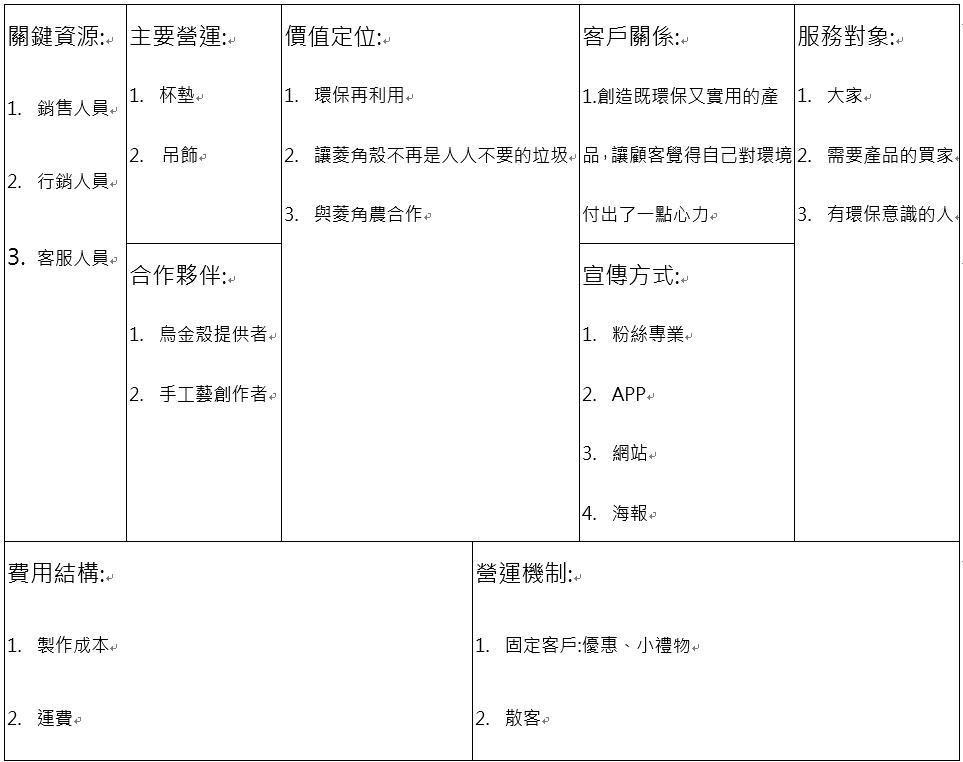 關鍵資源:
1. 銷售人員
2. 行銷人員
3. 客服人員
主要營運:
1. 杯墊
2. 吊飾
合作夥伴:
1. 烏金殼提供者
2. 手工藝創作者
價值定位:
1. 環保再利用
2. 讓菱角殼不再是人人不要的垃圾
3. 與菱角農合作
客戶關係:
1.創造既環保又實用的產
品,讓顧客覺得自己對環境
付出了一點心力
宣傳方式:
1. 粉絲專業
2. APP
3. 網站
4. 海報
服務對象:
1. 大家
2. 需要產品的買家
3. 有環保意識的人
費用結構:
1. 製作成本
2. 運費
營運機制:
1. 固定客戶:優惠、小禮物
2. 散客